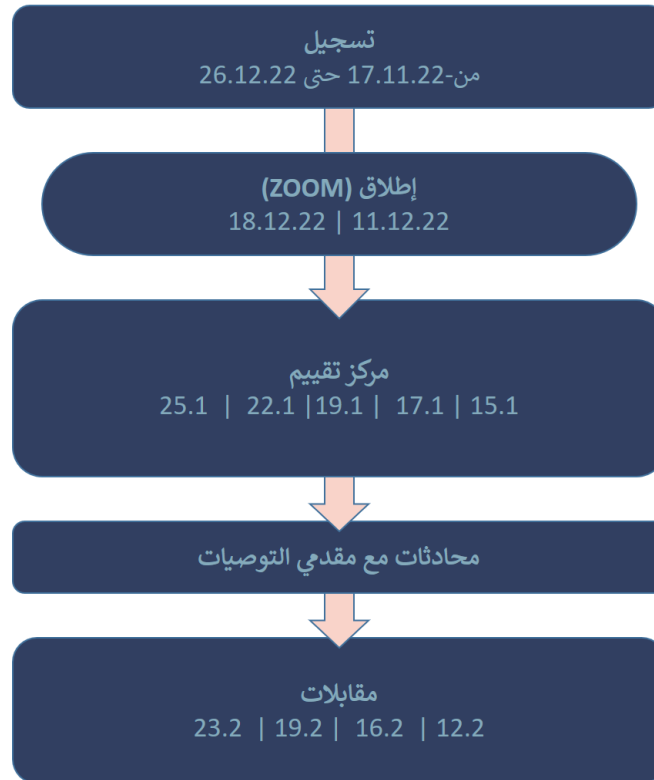 تسجيل
من-17.11.22 حتى 26.12.22
إطلاق (ZOOM)
11.12.22 | 18.12.22
مركز تقييم
15.1 | 17.1 | 19.1| 22.1 | 25.1
محادثات مع مقدمي التوصيات
مقابلات
12.2 | 16.2 | 19.2 | 23.2